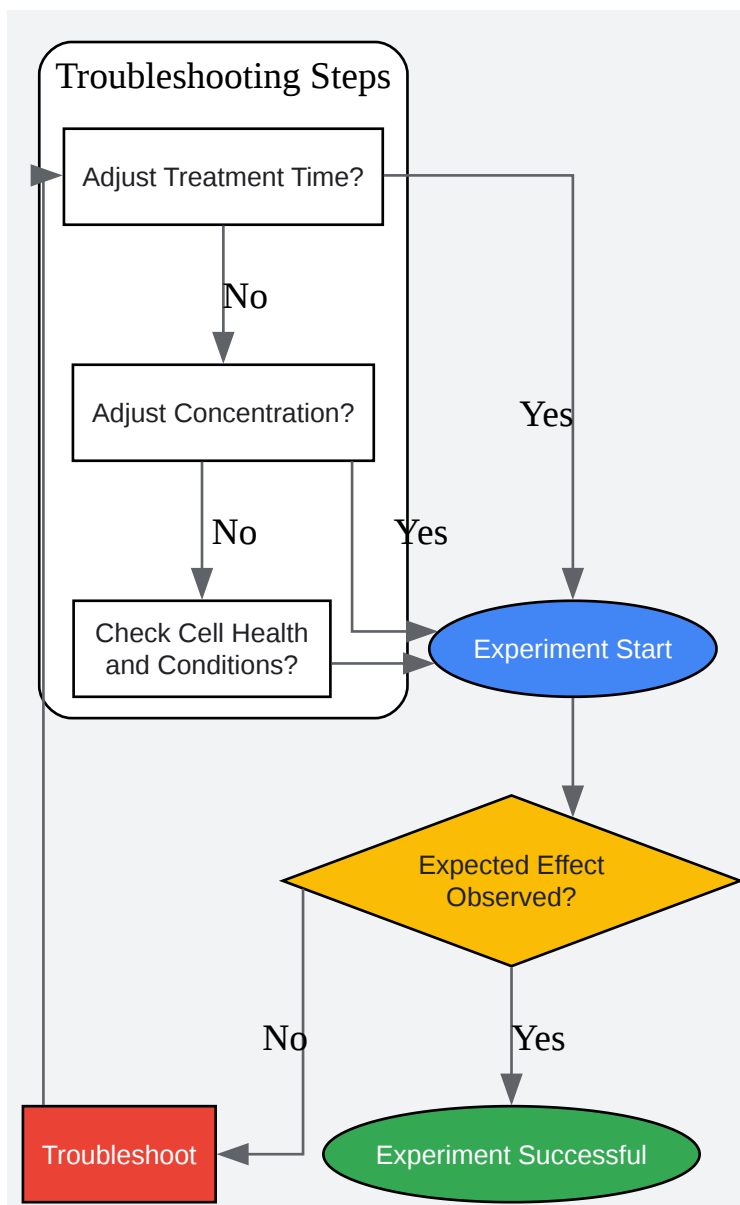 Troubleshooting Steps
Adjust Treatment Time?
No
Adjust Concentration?
Yes
No
Yes
Check Cell Health
and Conditions?
Experiment Start
Expected Effect
Observed?
No
Yes
Troubleshoot
Experiment Successful